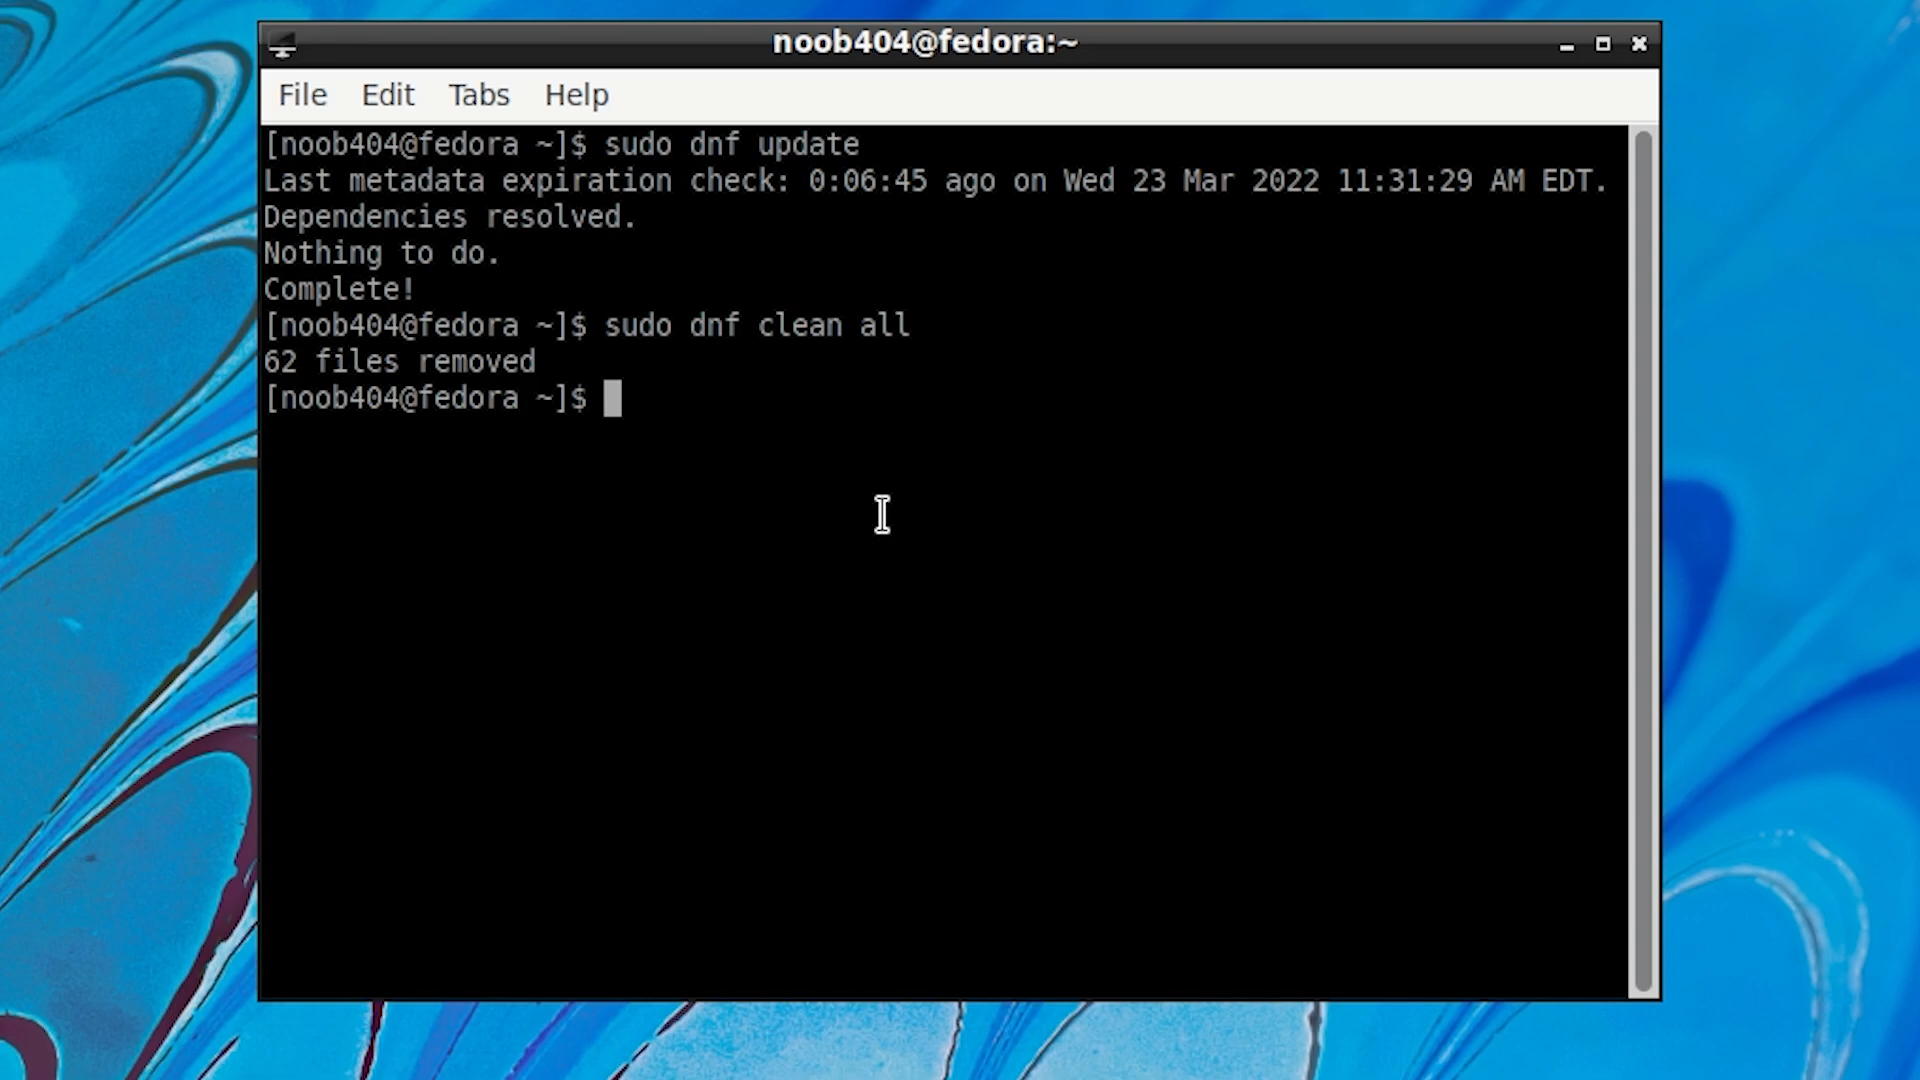 noob404@fedora:~
File Edit Tabs Help
[noob404@fedora ~]$ sudo dnf update
Last metadata expiration check: 0:06:45 ago on Wed 23 Mar 2022 11:31:29 AM EDT.
Dependencies resolved.
Nothing to do.
Complete!
[noob404@fedora ~]$ sudo dnf clean all
62 files removed
[noob404@fedora ~]$